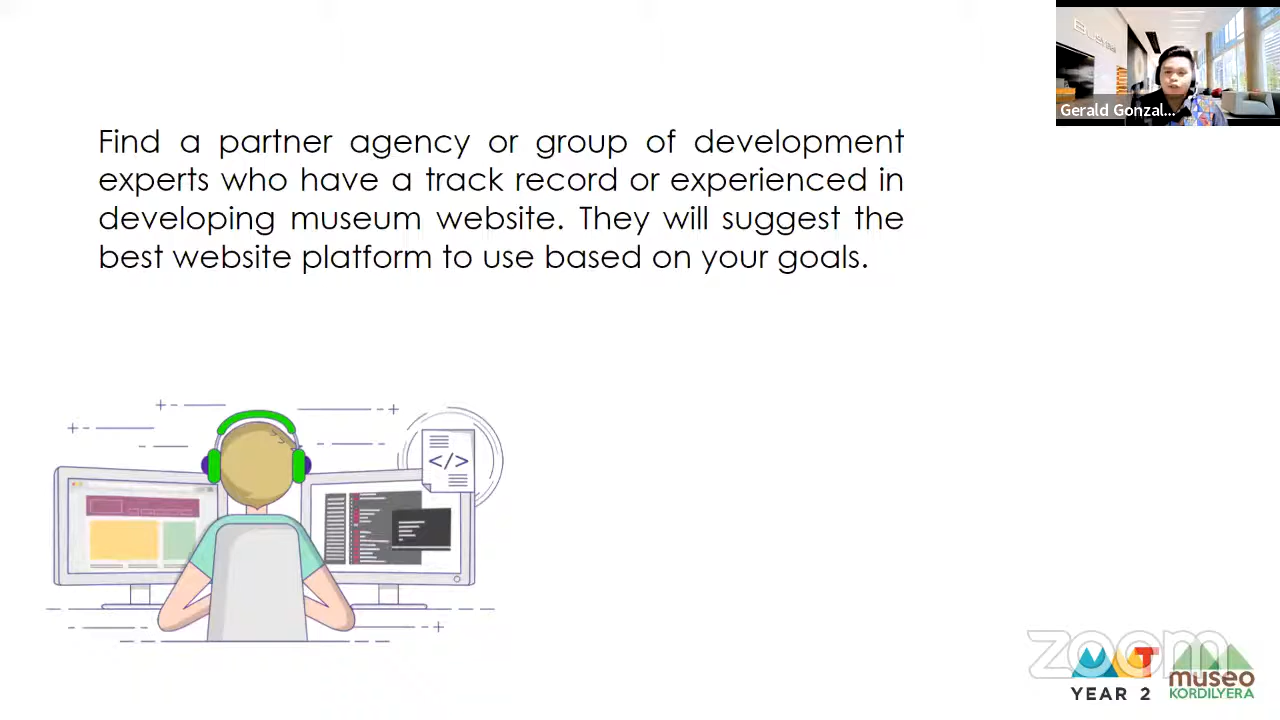 Gerald Gonzal...
Find a partner agency or group of development
experts who have a track record or experienced in
developing museum website. They will suggest the
best website platform to use based on your goals.
</>
zoom
YEAR 2
museo
KORDILYERA